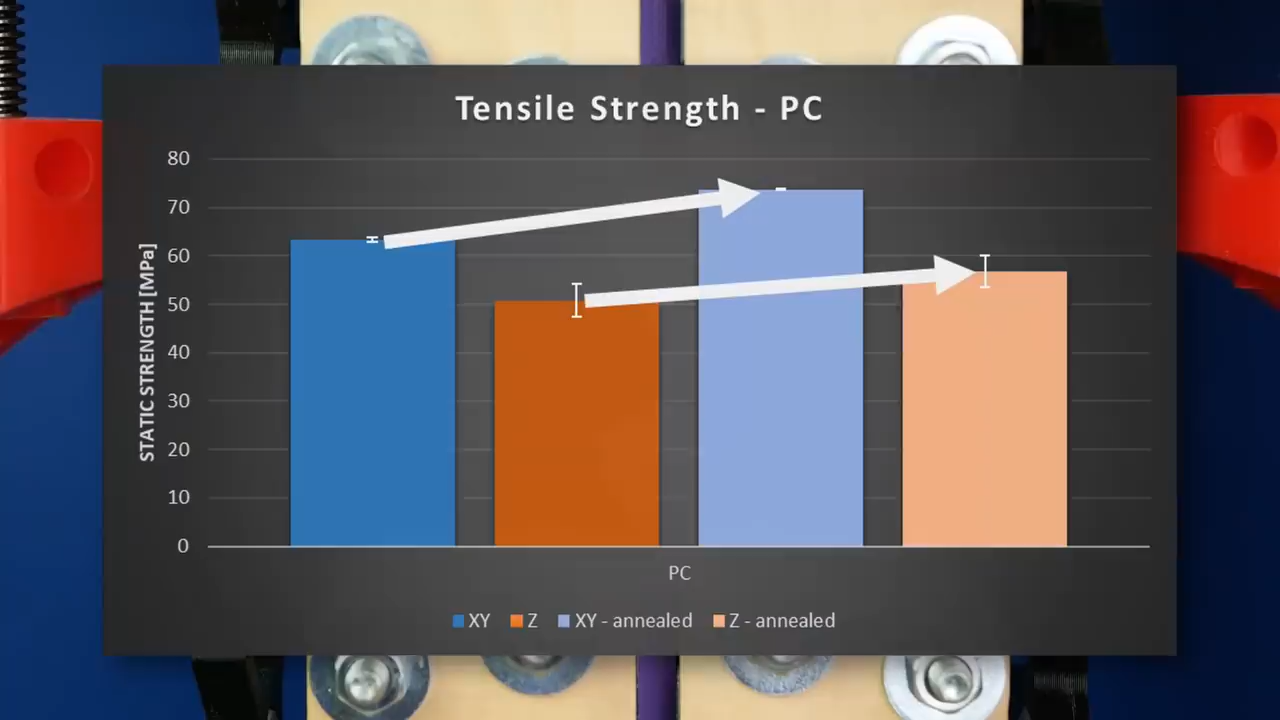 Tensile Strength - PC
STATIC STRENGTH [MPa]
80
70
60
50
40
30
20
10
0
PC
XY Z XY - annealed Z - annealed